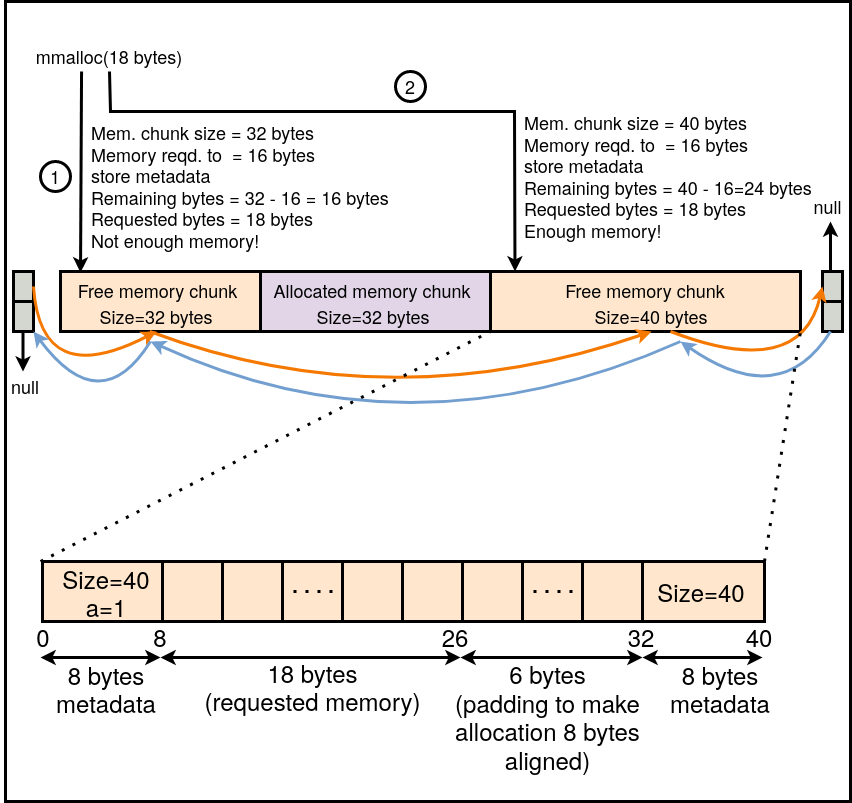 mmalloc(18 bytes)
2
1
Mem. chunk size = 32 bytes
Memory reqd. to  = 16 bytes
store metadata
Remaining bytes = 32 - 16 = 16 bytes
Requested bytes = 18 bytes
Not enough memory!
Mem. chunk size = 40 bytes
Memory reqd. to  = 16 bytes
store metadata
Remaining bytes = 40 - 16=24 bytes
Requested bytes = 18 bytes
Enough memory!
null
Free memory chunk
Size=32 bytes
Allocated memory chunk
Size=32 bytes
Free memory chunk
Size=40 bytes
null
Size=40
a=1
....
....
Size=40
0 8 26 32 40
8 bytes
metadata
18 bytes
(requested memory)
6 bytes
(padding to make
allocation 8 bytes
aligned)
8 bytes
metadata